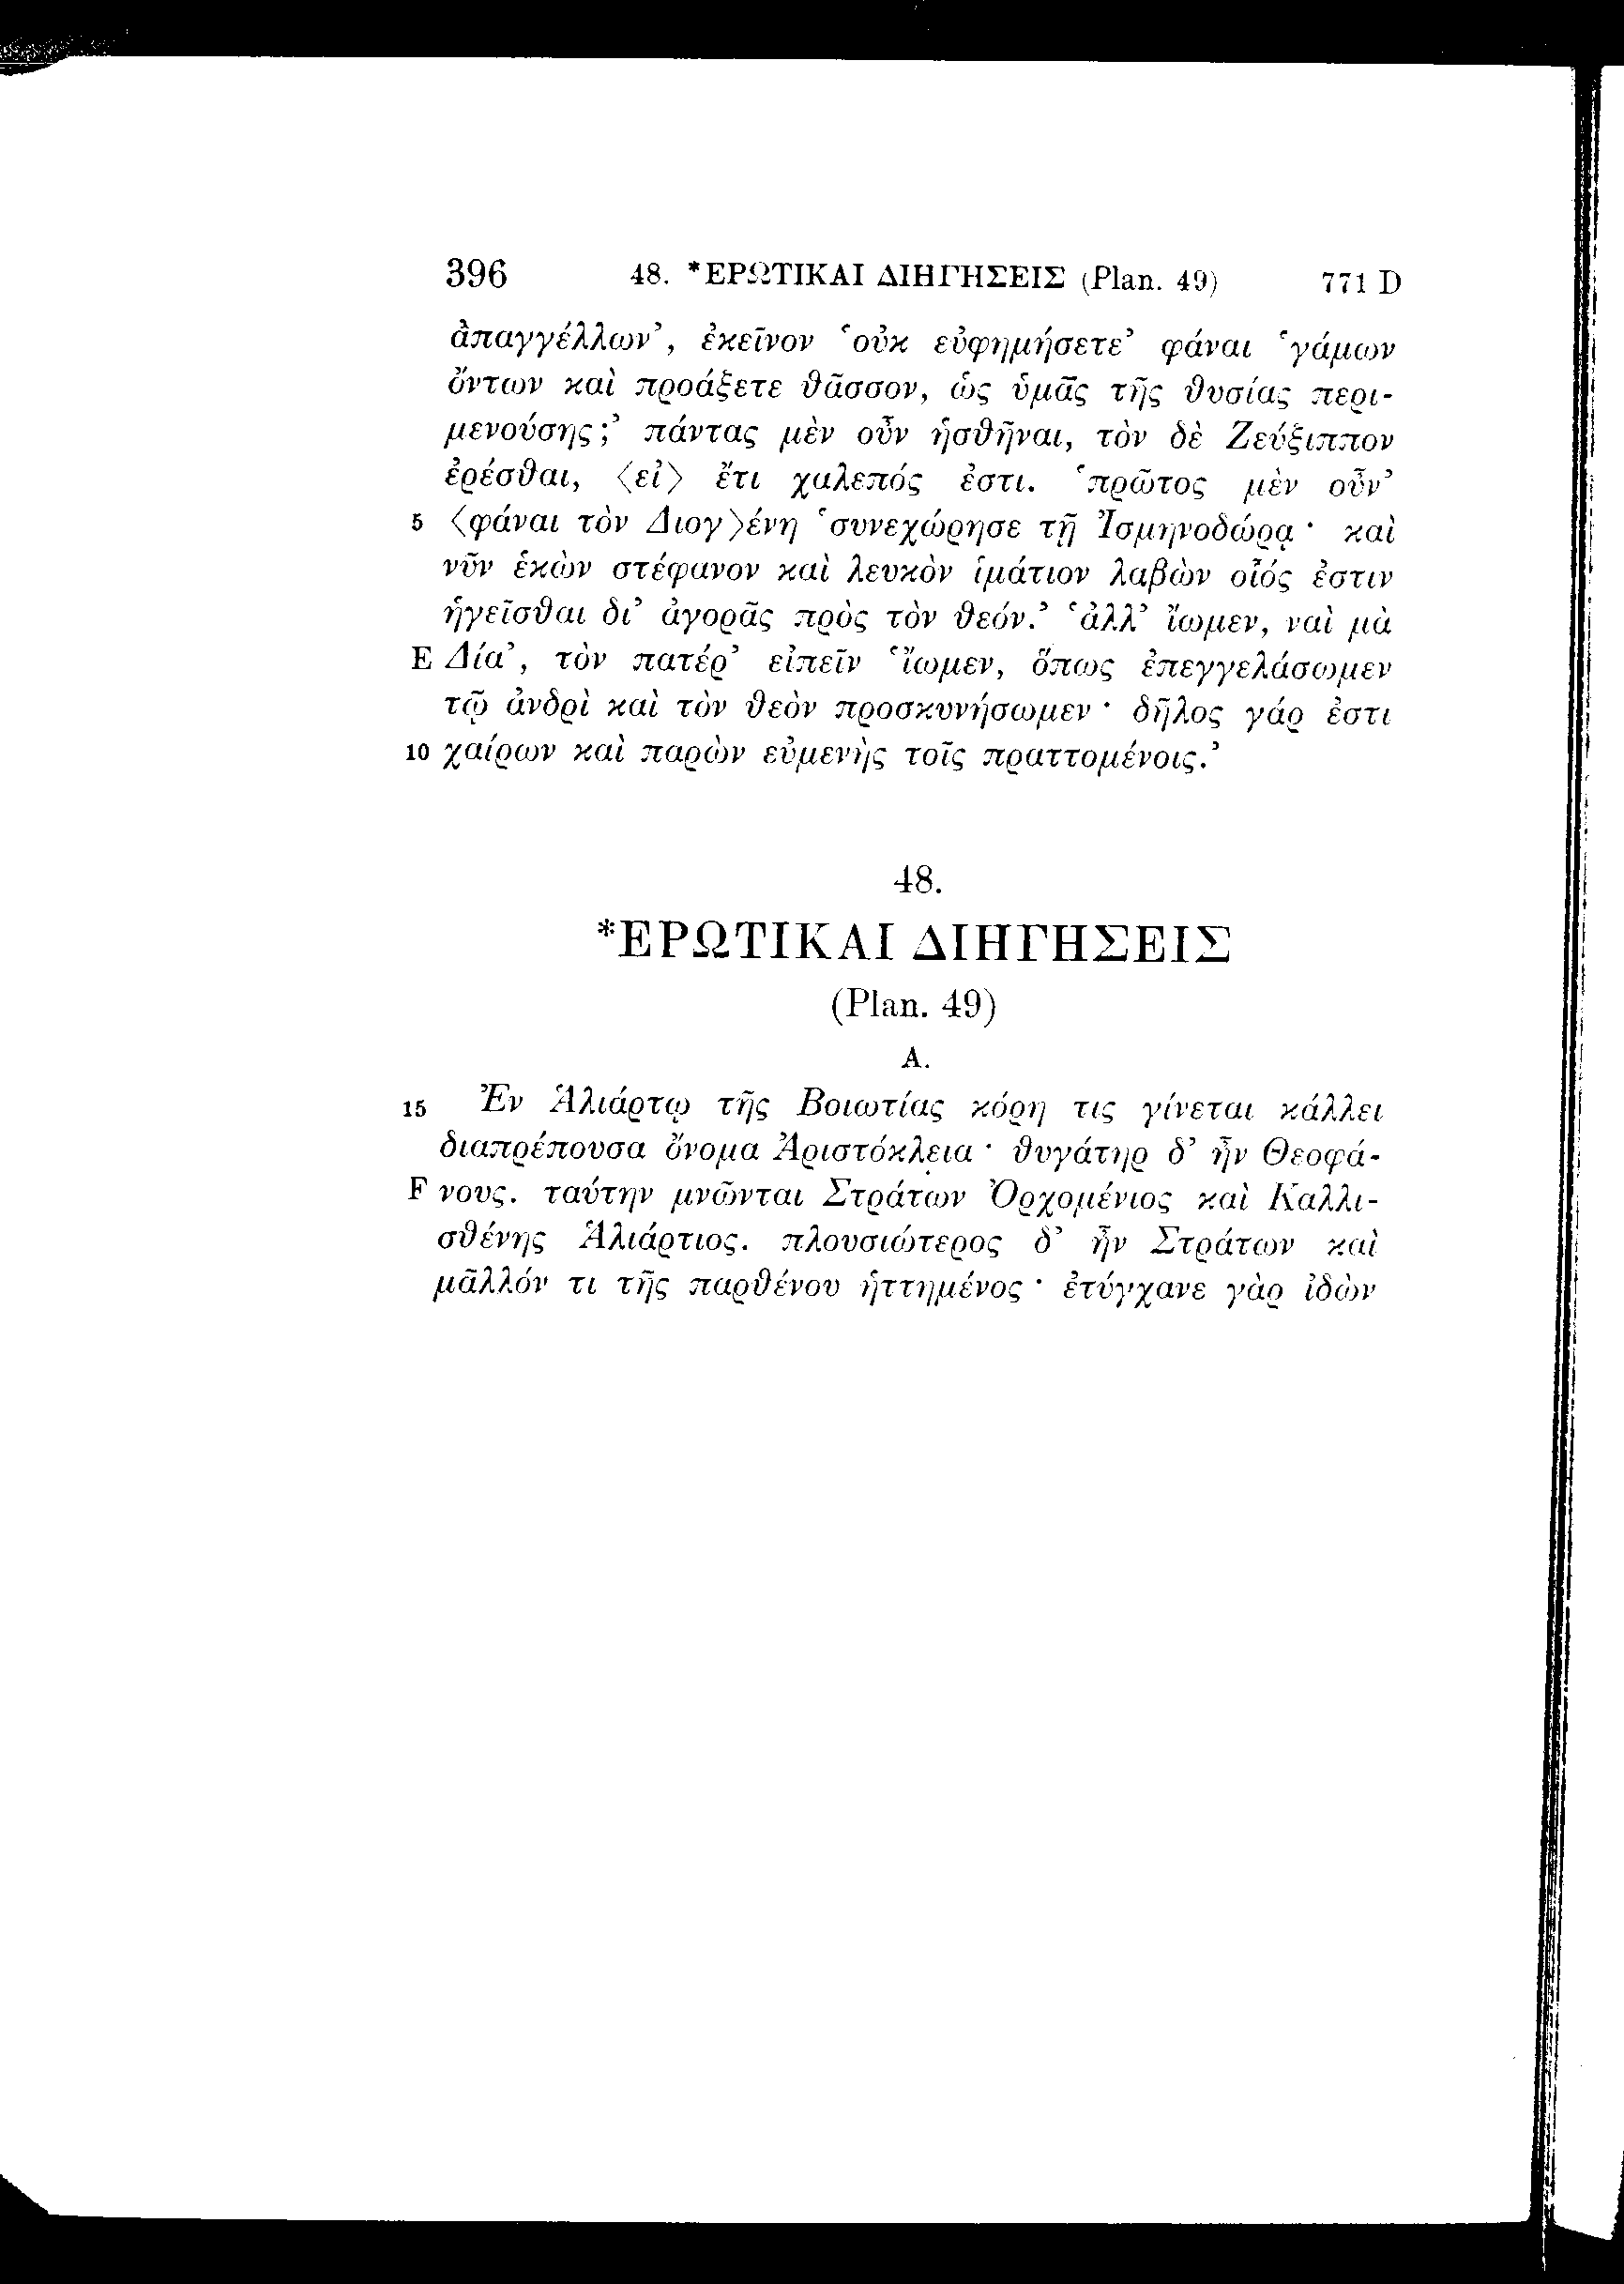 396 48. *ΕΡΩΤΙΚΑΙ ΔΙΗΓΗΣΕΙΣ (Plan. 49) 771 D
ἀπαγγέλλων’, ἐκεῖνον ‘οὐκ εὐφημήσετε’ φάναι ‘γάμων
ὄντων καὶ προάξετε θᾶσσον, ὡς ὑμᾶς τῆς θυσίας περι-
μενούσης;’ πάντας μὲν οὖν ἡσθῆναι, τὸν δὲ Ζεύξιππον
ἐρέσθαι, ⟨εἰ⟩ ἔτι χαλεπός ἐστι. ‘πρῶτος μὲν οὖν’
5 ⟨φάναι τὸν Διογ⟩ένη ‘συνεχώρησε τῇ Ἰσμηνοδώρᾳ· καὶ
νῦν ἑκὼν στέφανον καὶ λευκὸν ἱμάτιον λαβὼν οἷός ἐστιν
ἡγεῖσθαι δι’ ἀγορᾶς πρὸς τὸν θεόν.’ ‘ἀλλ’ ἴωμεν, ναὶ μὰ
E Δία’, τὸν πατέρ’ εἰπεῖν ‘ἴωμεν, ὅπως ἐπεγγελάσωμεν
τῷ ἀνδρὶ καὶ τὸν θεὸν προσκυνήσωμεν· δῆλος γάρ ἐστι
10 χαίρων καὶ παρὼν εὐμενὴς τοῖς πραττομένοις.’
48.
*ΕΡΩΤΙΚΑΙ ΔΙΗΓΗΣΕΙΣ
(Plan. 49)
Α.
15 Ἐν Ἁλιάρτῳ τῆς Βοιωτίας κόρη τις γίνεται κάλλει
διαπρέπουσα ὄνομα Ἀριστόκλεια· θυγάτηρ δ’ ἦν Θεοφά-
F νους. ταύτην μνῶνται Στράτων Ὀρχομένιος καὶ Καλλι-
σθένης Ἁλιάρτιος. πλουσιώτερος δ’ ἦν Στράτων καὶ
μᾶλλόν τι τῆς παρθένου ἡττημένος· ἐτύγχανε γὰρ ἰδὼν